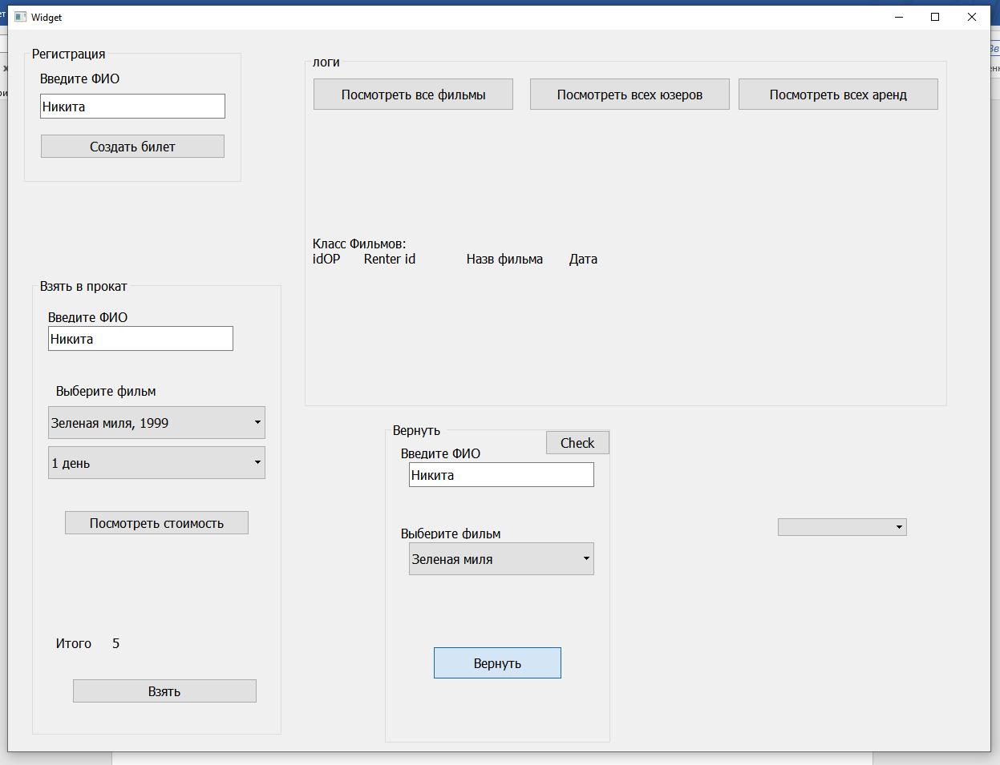 Widget
Регистрация
Введите ФИО
Никита
Создать билет
логи
Посмотреть все фильмы
Посмотреть всех юзеров
Посмотреть всех аренд
Класс Фильмов:
idOP Renter id Назв фильма Дата
Взять в прокат
Введите ФИО
Никита
Выберите фильм
Зеленая миля, 1999
1 день
Посмотреть стоимость
Итого 5
Взять
Вернуть
Check
Введите ФИО
Никита
Выберите фильм
Зеленая миля
Вернуть